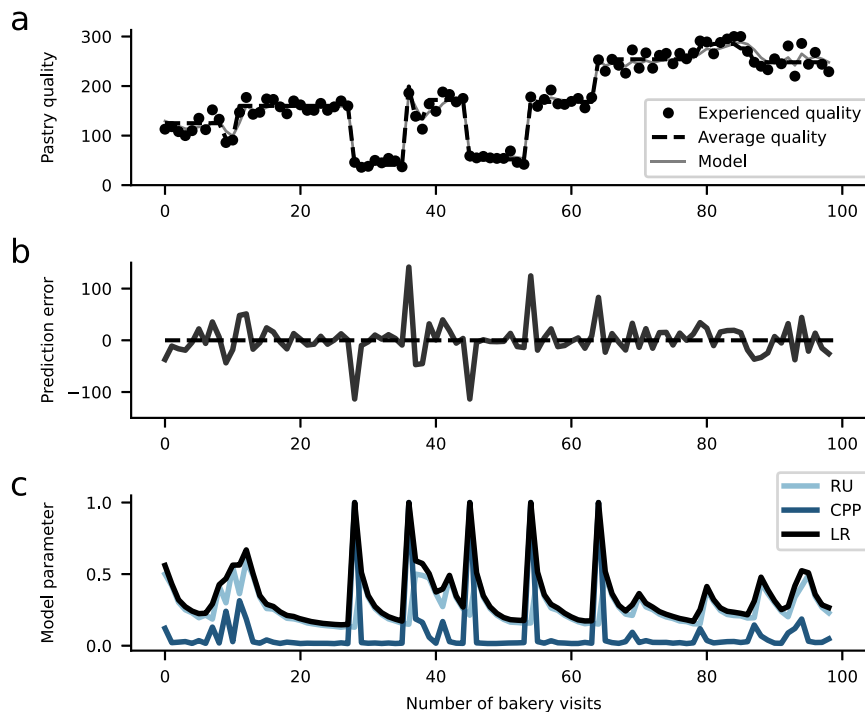 a
Pastry quality
300
200
100
0
Experienced quality
Average quality
Model
0 20 40 60 80 100
b
Prediction error
100
0
−100
0 20 40 60 80 100
c
Model parameter
1.0
0.5
0.0
RU
CPP
LR
0 20 40 60 80 100
Number of bakery visits